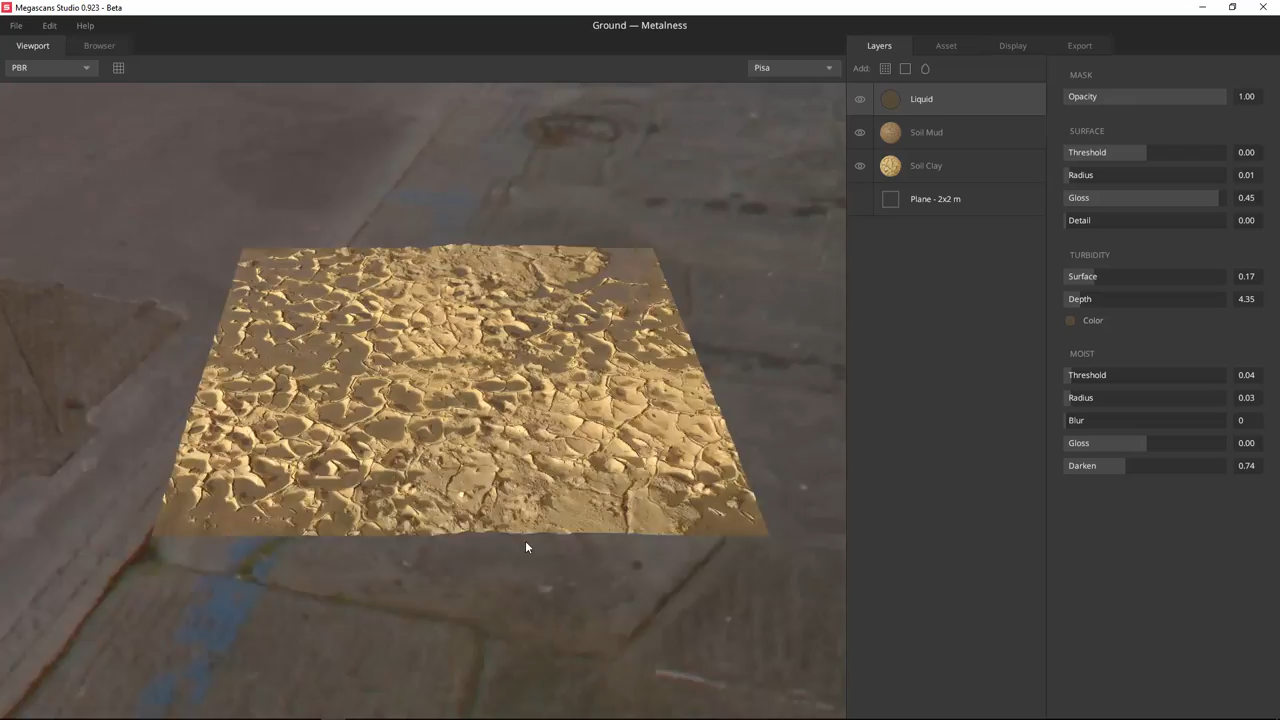 Megascans Studio 0.923 - Beta
File Edit Help
Ground — Metalness
Viewport Browser
Layers Asset Display Export
PBR
Pisa
Add:
Liquid
Soil Mud
Soil Clay
Plane - 2x2 m
MASK
Opacity 1.00
SURFACE
Threshold 0.00
Radius 0.01
Gloss 0.45
Detail 0.00
TURBIDITY
Surface 0.17
Depth 4.35
Color
MOIST
Threshold 0.04
Radius 0.03
Blur 0
Gloss 0.00
Darken 0.74